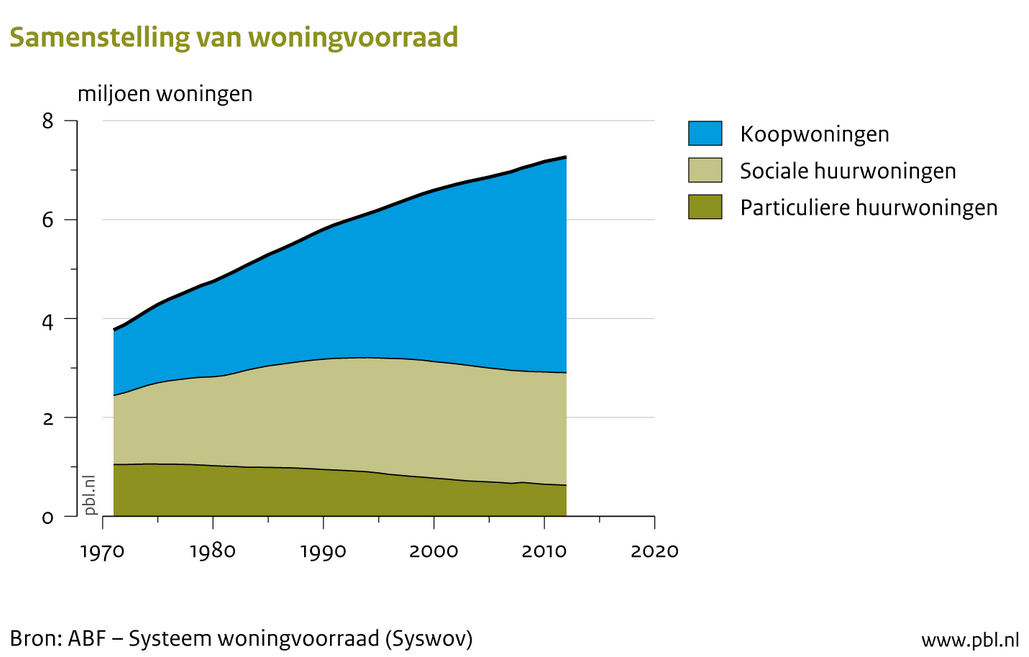 Samenstelling van woningvoorraad
miljoen woningen
8
6
4
2
0
1970 1980 1990 2000 2010 2020
pbl.nl
Koopwoningen
Sociale huurwoningen
Particuliere huurwoningen
Bron: ABF – Systeem woningvoorraad (Syswov)
www.pbl.nl